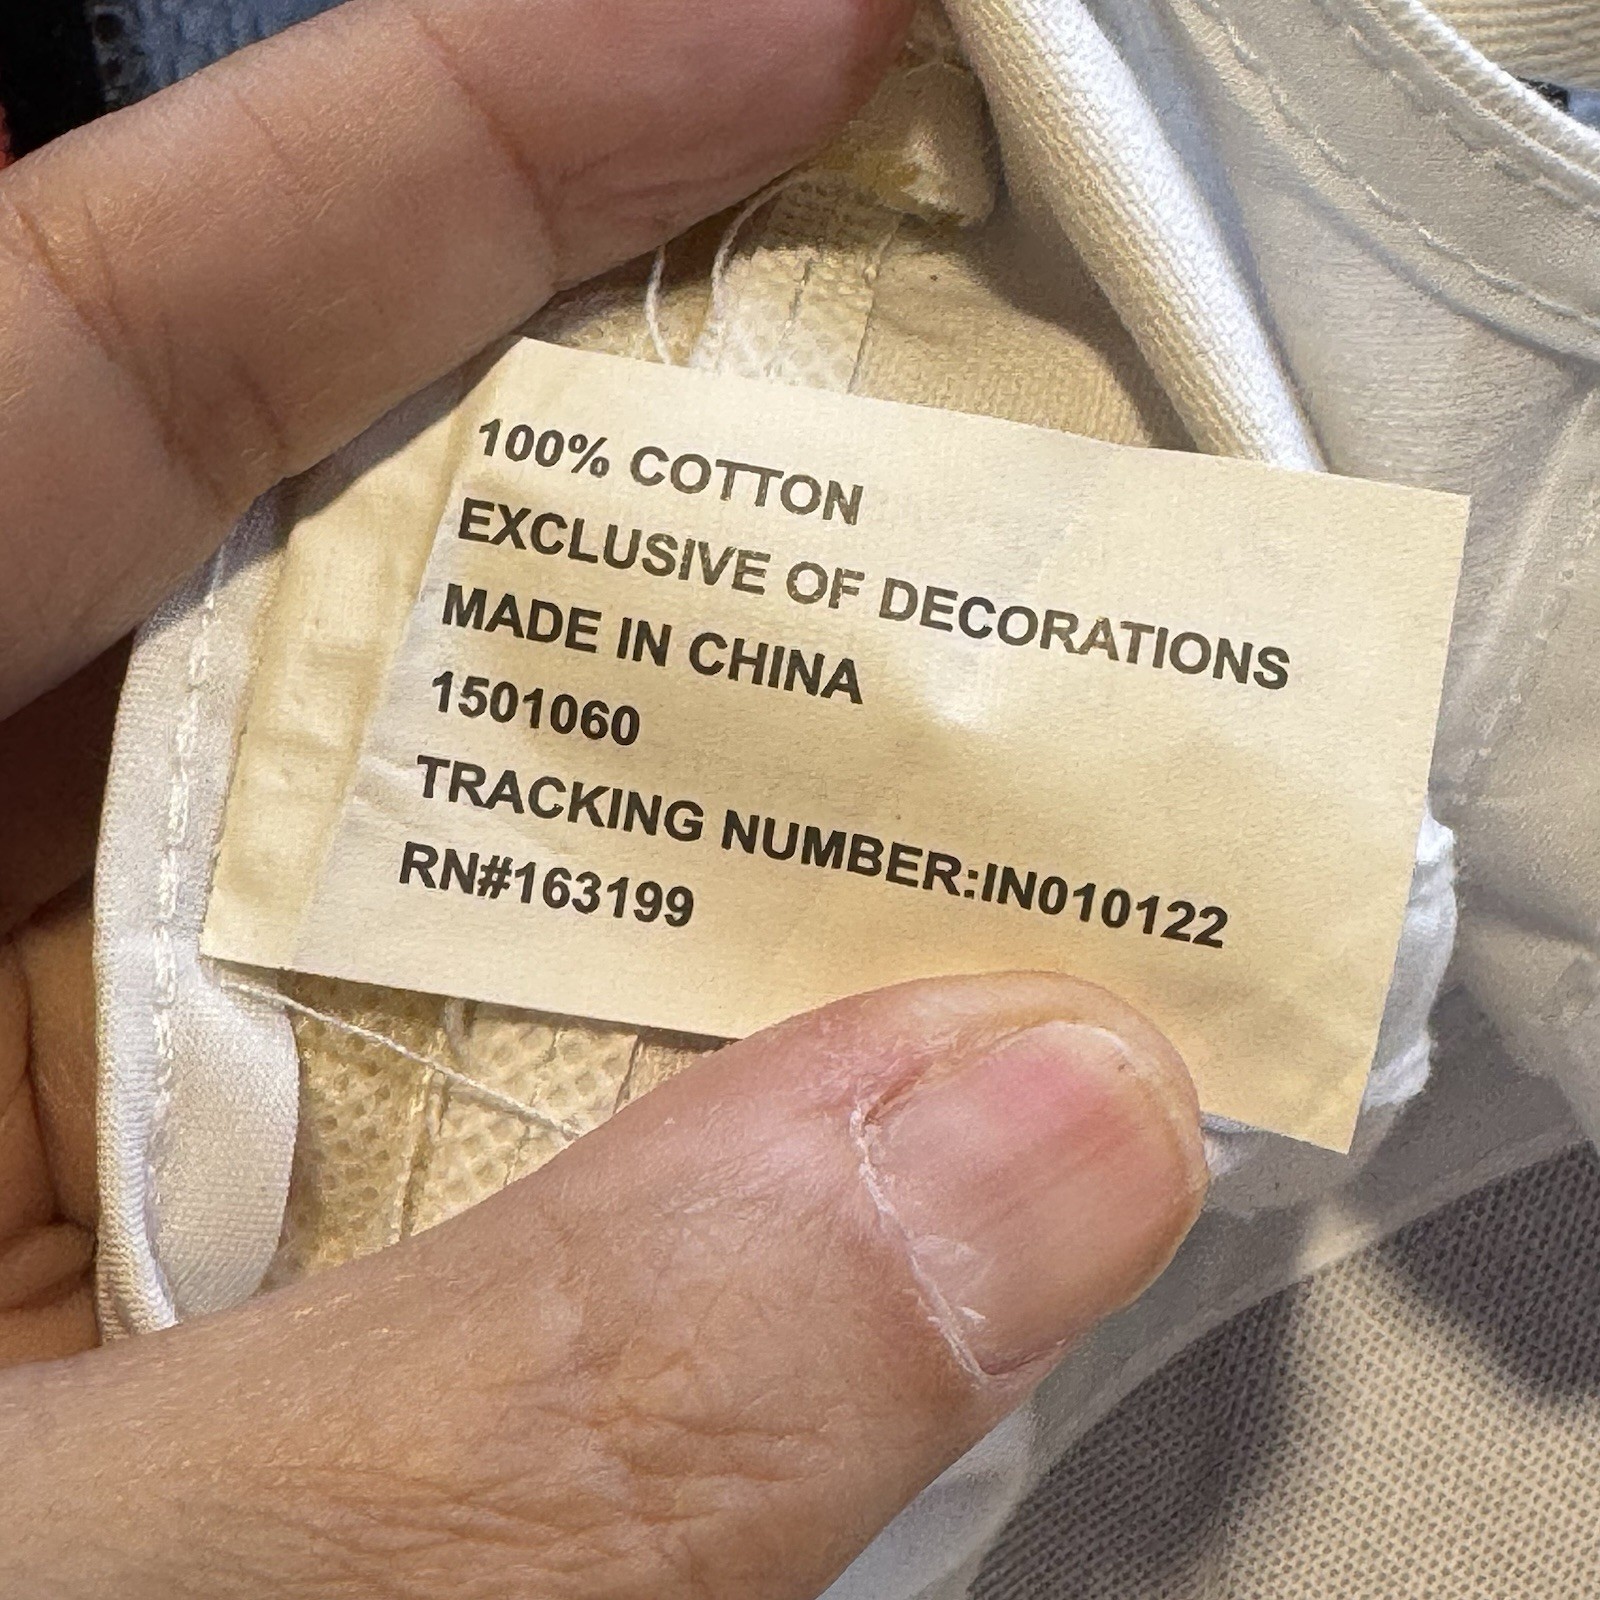 100% COTTON
EXCLUSIVE OF DECORATIONS
MADE IN CHINA
1501060
TRACKING NUMBER:IN010122
RN#163199